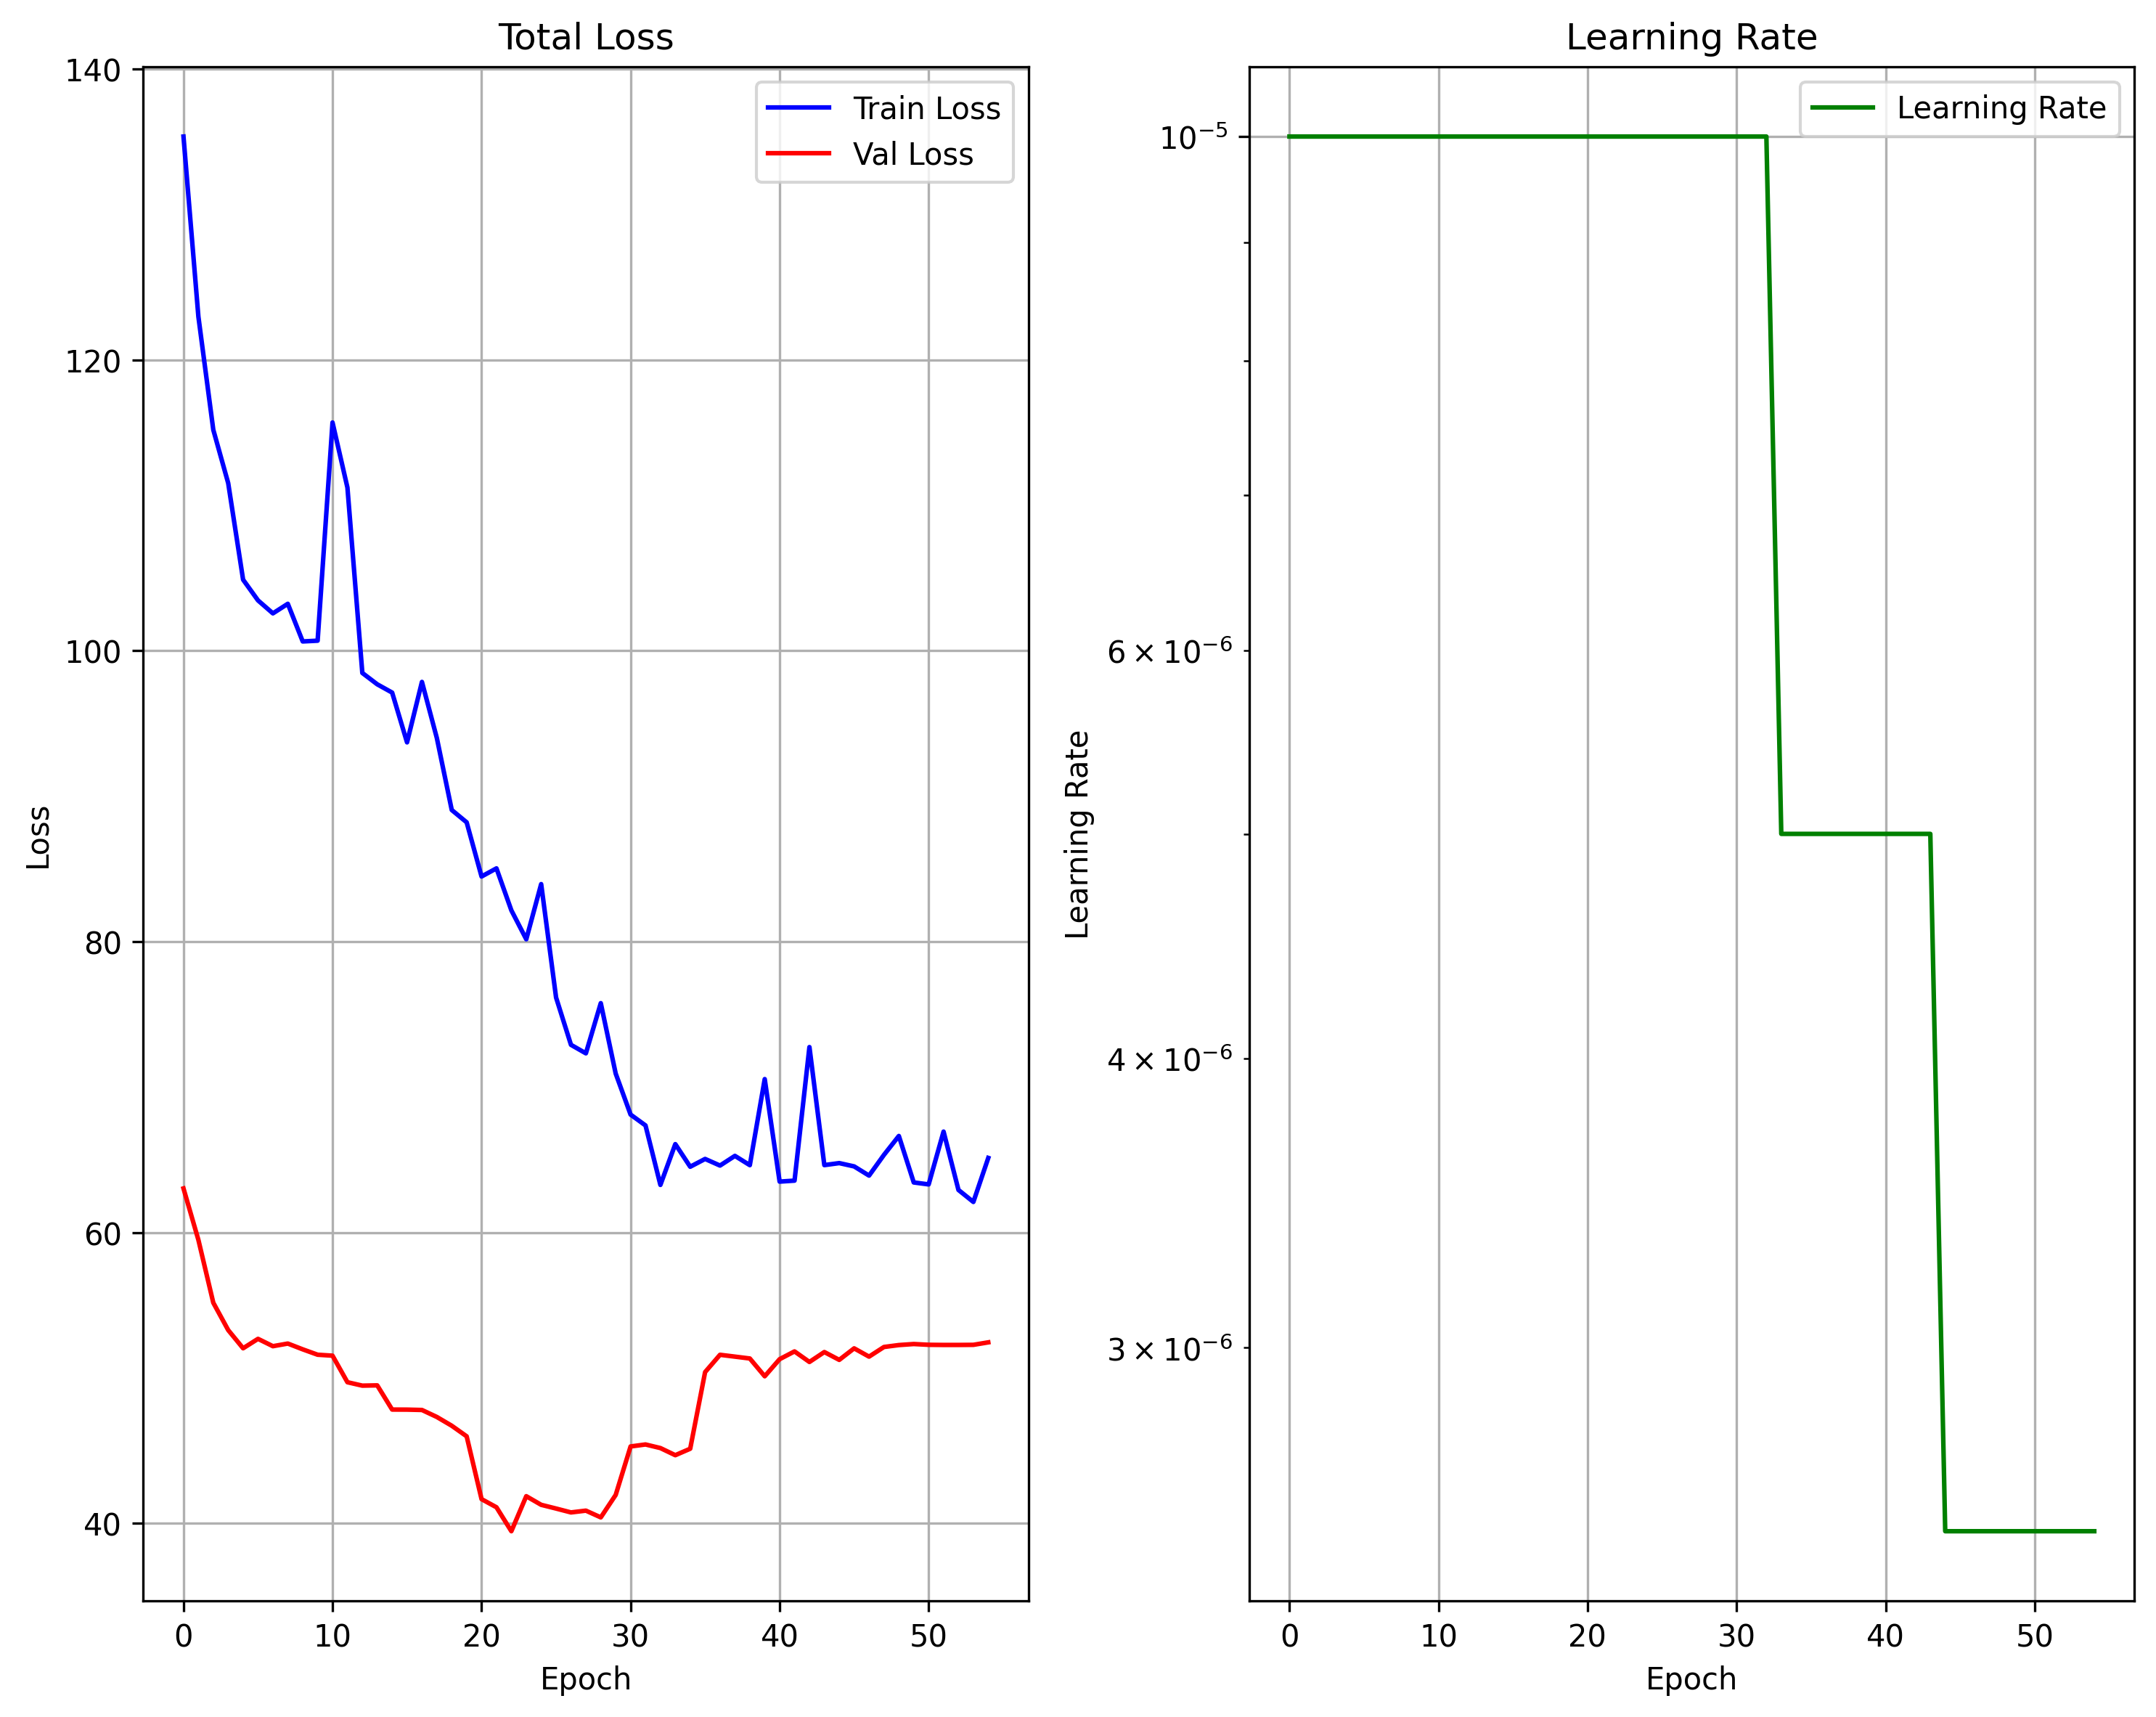 Total Loss
140
120
100
80
60
40
Loss
0 10 20 30 40 50
Epoch
Train Loss
Val Loss
Learning Rate
10⁻⁵
6 × 10⁻⁶
4 × 10⁻⁶
3 × 10⁻⁶
Learning Rate
0 10 20 30 40 50
Epoch
Learning Rate